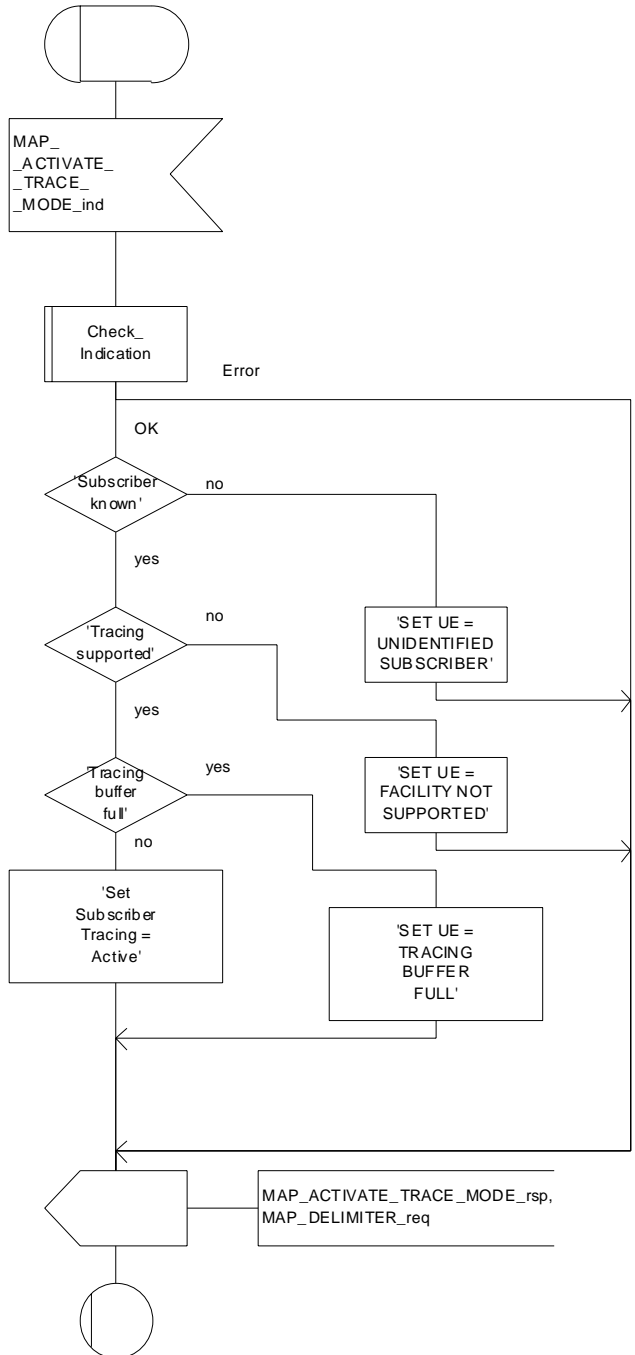 MAP_
_ACTIVATE_
_TRACE_
_MODE_ind
Check_
Indication
Error
OK
'Subscriber
known'
no
yes
'Tracing
supported'
no
'SET UE =
UNIDENTIFIED
SUBSCRIBER'
yes
'Tracing
buffer
full'
yes
'SET UE =
FACILITY NOT
SUPPORTED'
no
'Set
Subscriber
Tracing =
Active'
'SET UE =
TRACING
BUFFER
FULL'
MAP_ACTIVATE_TRACE_MODE_rsp,
MAP_DELIMITER_req